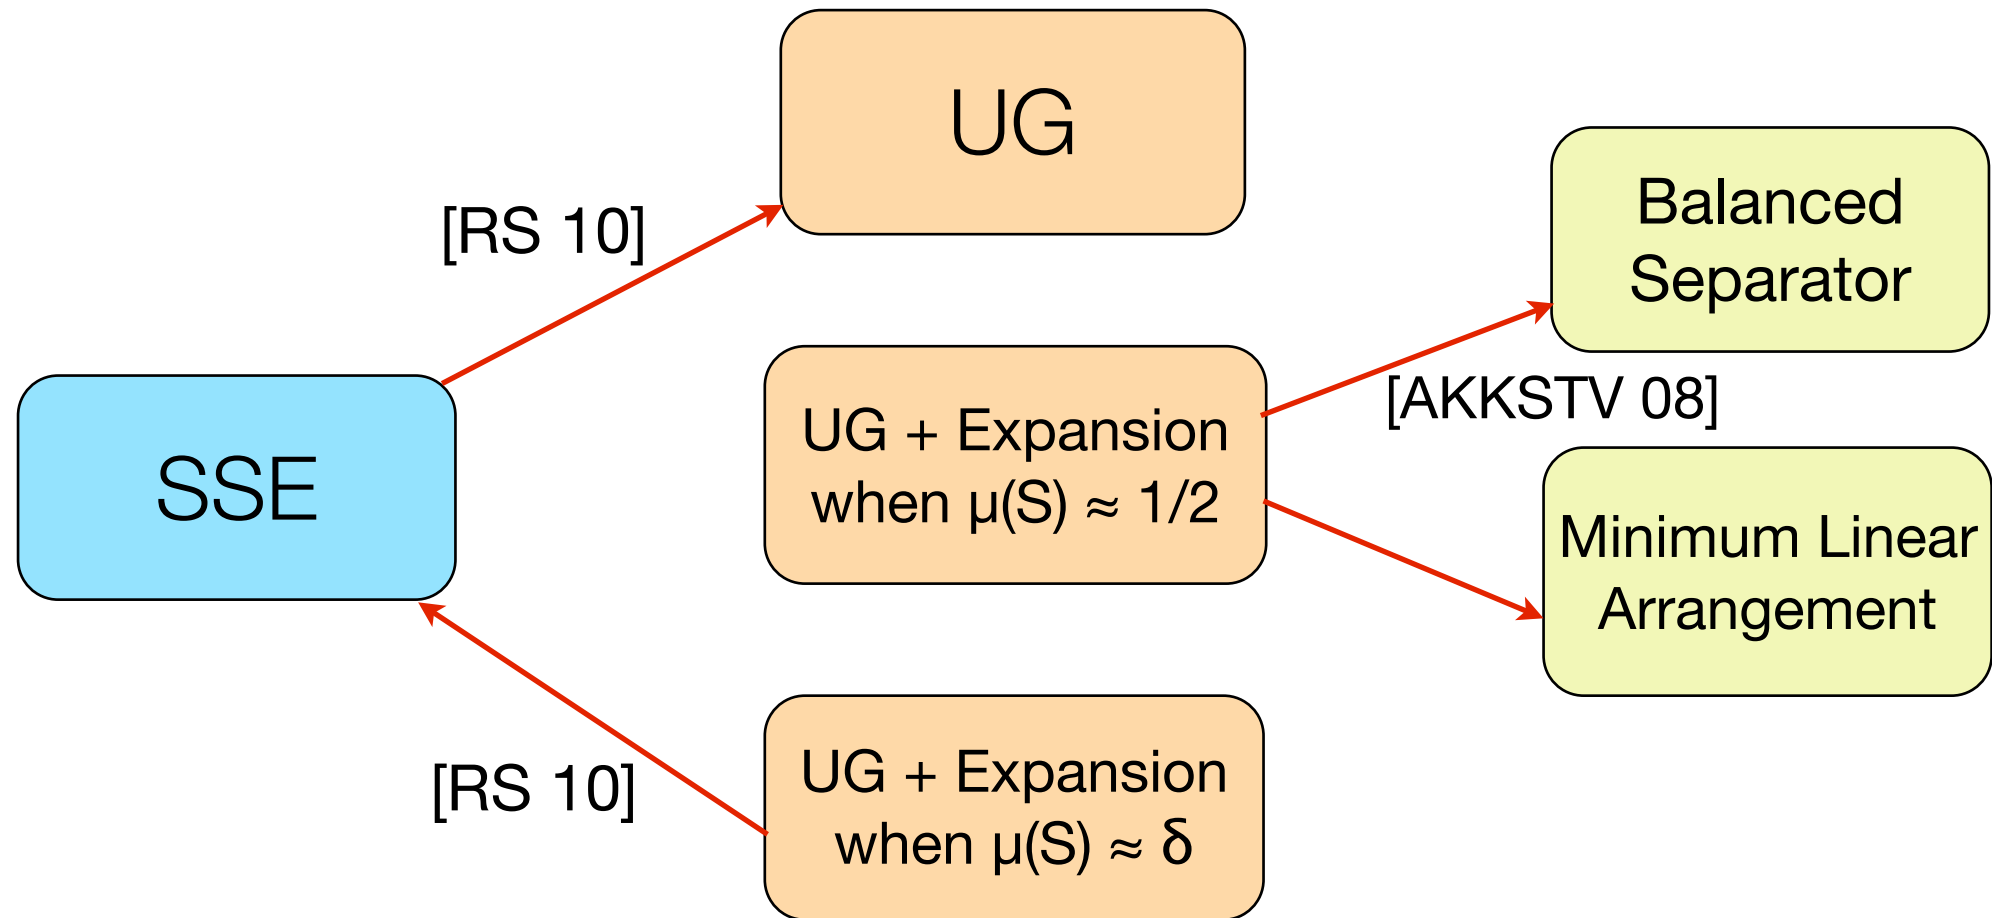 UG
[RS 10]
Balanced
Separator
UG + Expansion
when μ(S) ≈ 1/2
[AKKSTV 08]
SSE
Minimum Linear
Arrangement
[RS 10]
UG + Expansion
when μ(S) ≈ δ